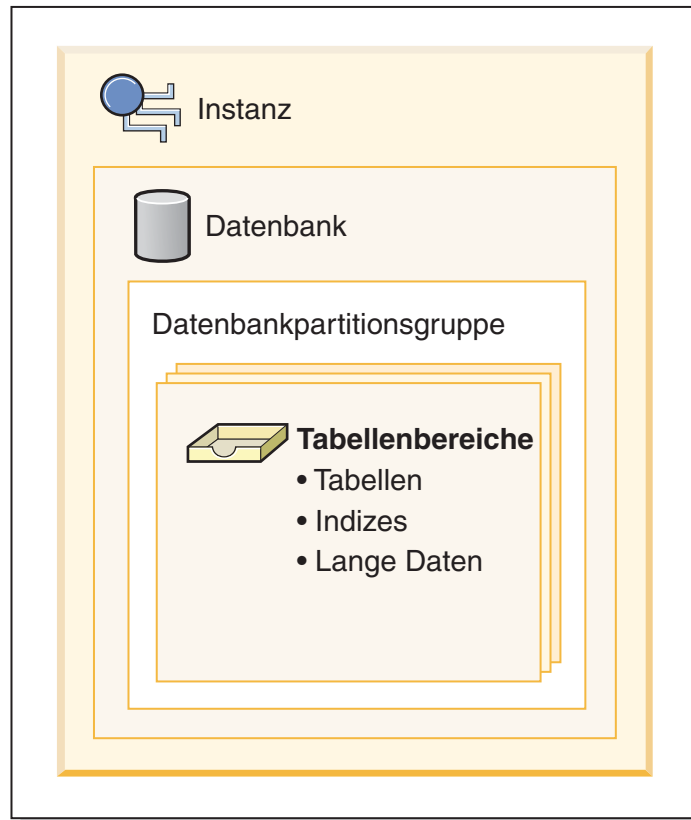 Instanz
Datenbank
Datenbankpartitionsgruppe
Tabellenbereiche
• Tabellen
• Indizes
• Lange Daten